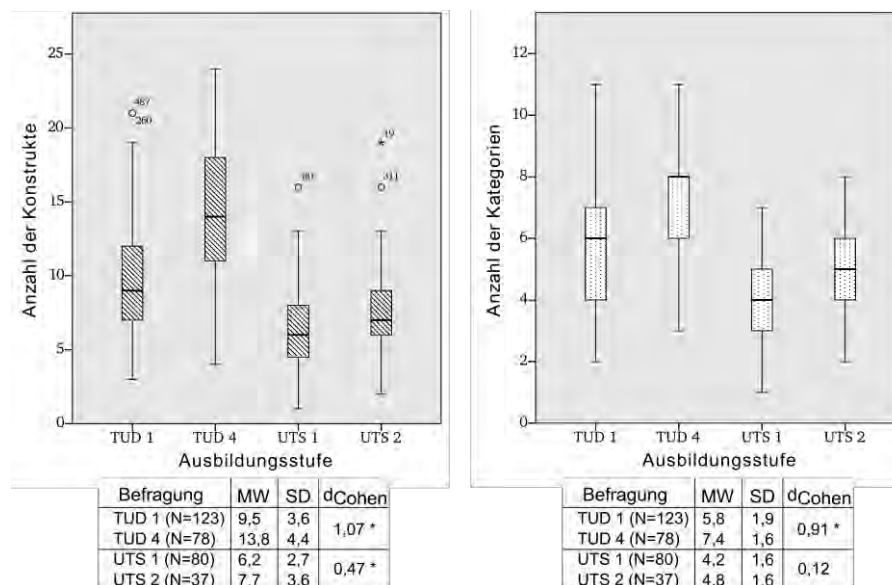 25
20
15
10
5
0
Anzahl der Konstrukte
487
260
311
TUD 1 TUD 4 UTS 1 UTS 2
Ausbildungsstufe
Befragung MW SD dCohen
TUD 1 (N=123) 9,5 3,6 1,07 *
TUD 4 (N=78) 13,8 4,4
UTS 1 (N=80) 6,2 2,7 0,47 *
UTS 2 (N=37) 7,7 3,6
12
10
8
6
4
2
0
Anzahl der Kategorien
TUD 1 TUD 4 UTS 1 UTS 2
Ausbildungsstufe
Befragung MW SD dCohen
TUD 1 (N=123) 5,8 1,9 0,91 *
TUD 4 (N=78) 7,4 1,6
UTS 1 (N=80) 4,2 1,6 0,12
UTS 2 (N=37) 4,8 1,6